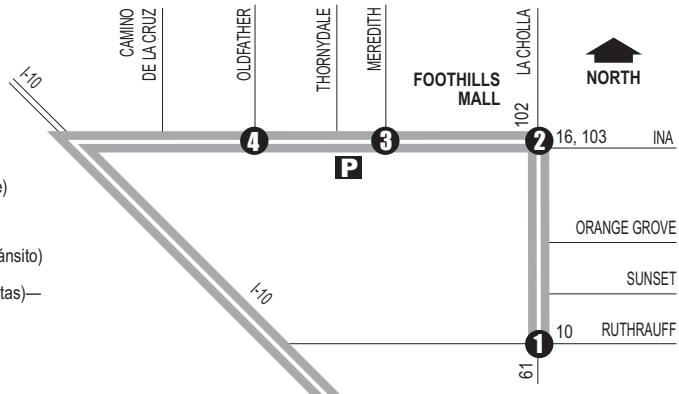 CAMINO
DE LA CRUZ
OLDFATHER
THORNYDALE
MEREDITH
LA CHOLLA
NORTH
FOOTHILLS
MALL
I-10
102
4
3
2
16, 103
INA
P
ánsito)
tas)—
ORANGE GROVE
SUNSET
I-10
1
10
RUTHRAUFF
61